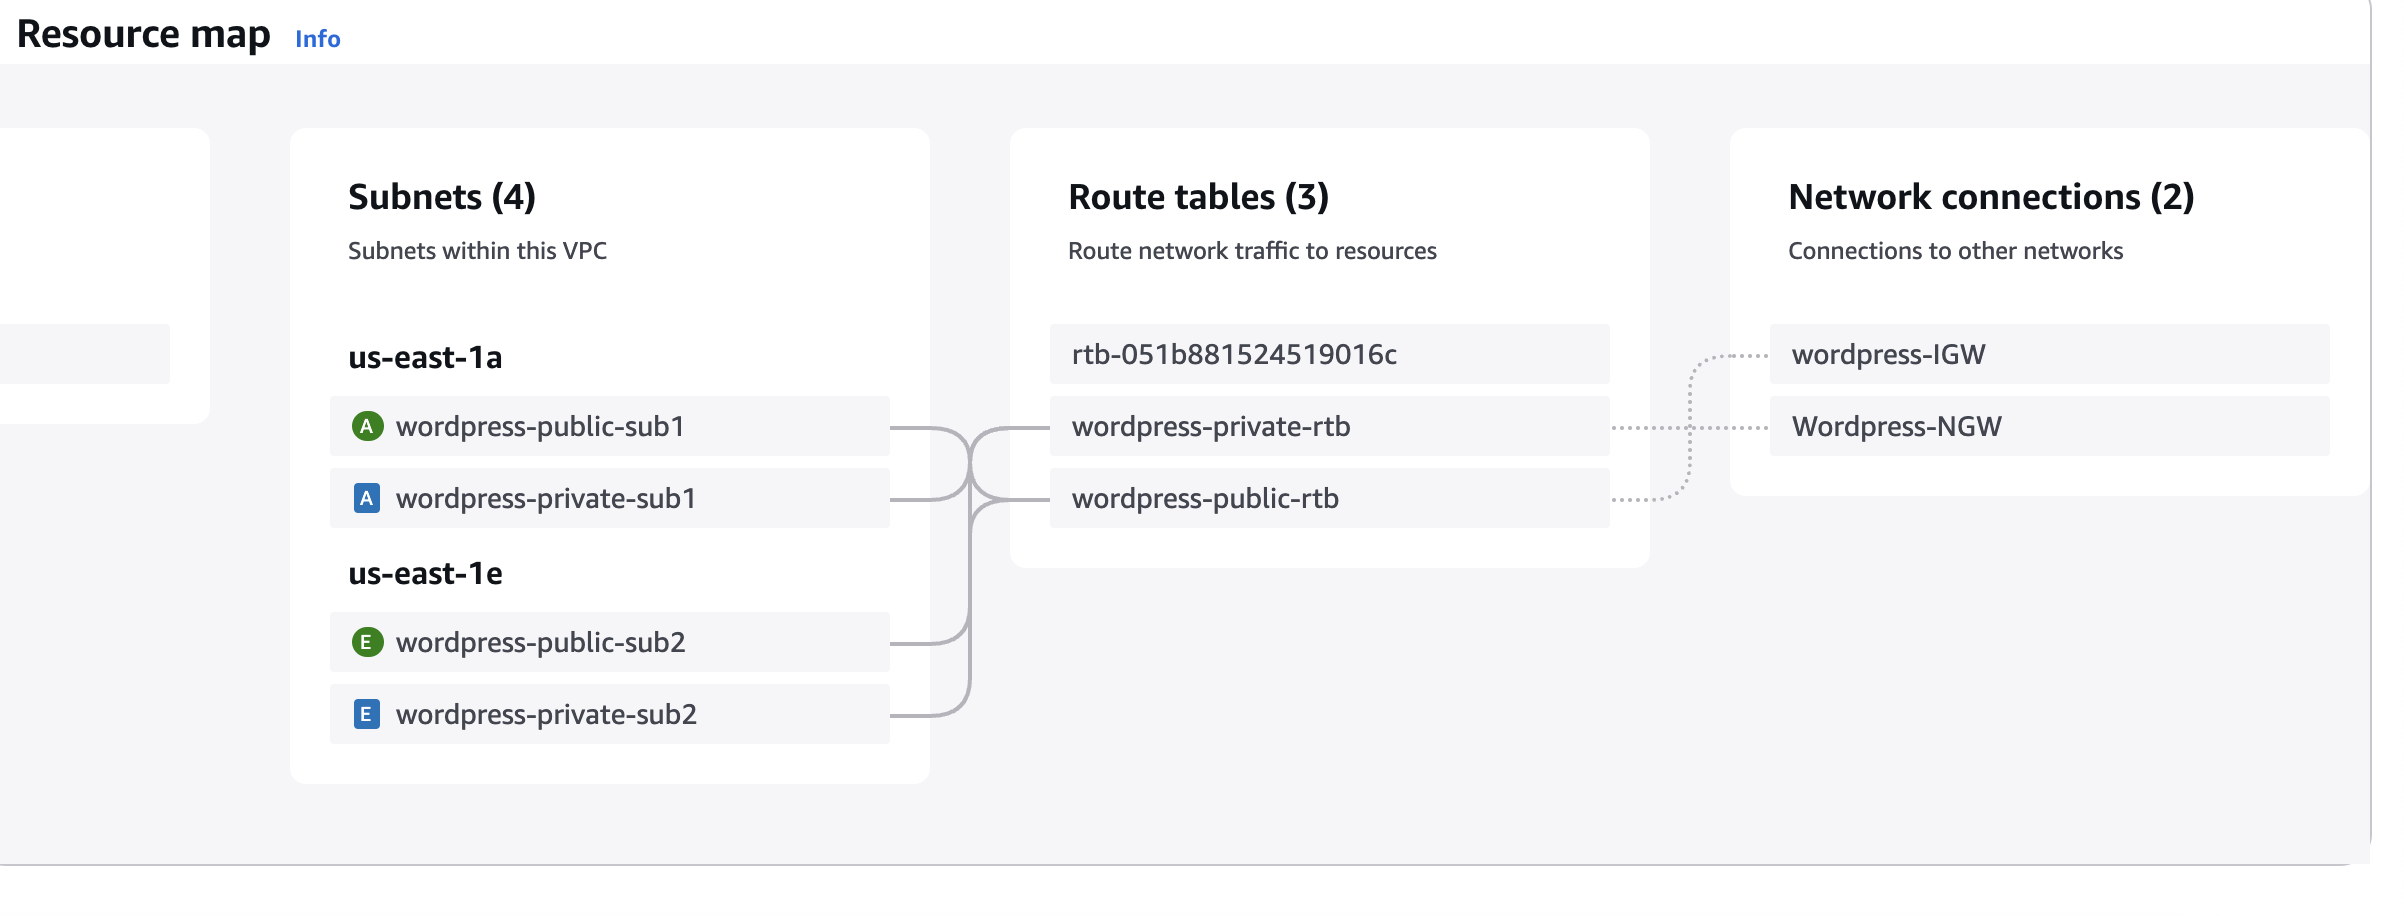 Resource map Info
Subnets (4)
Subnets within this VPC
us-east-1a
A wordpress-public-sub1
A wordpress-private-sub1
us-east-1e
E wordpress-public-sub2
E wordpress-private-sub2
Route tables (3)
Route network traffic to resources
rtb-051b881524519016c
wordpress-private-rtb
wordpress-public-rtb
Network connections (2)
Connections to other networks
wordpress-IGW
Wordpress-NGW